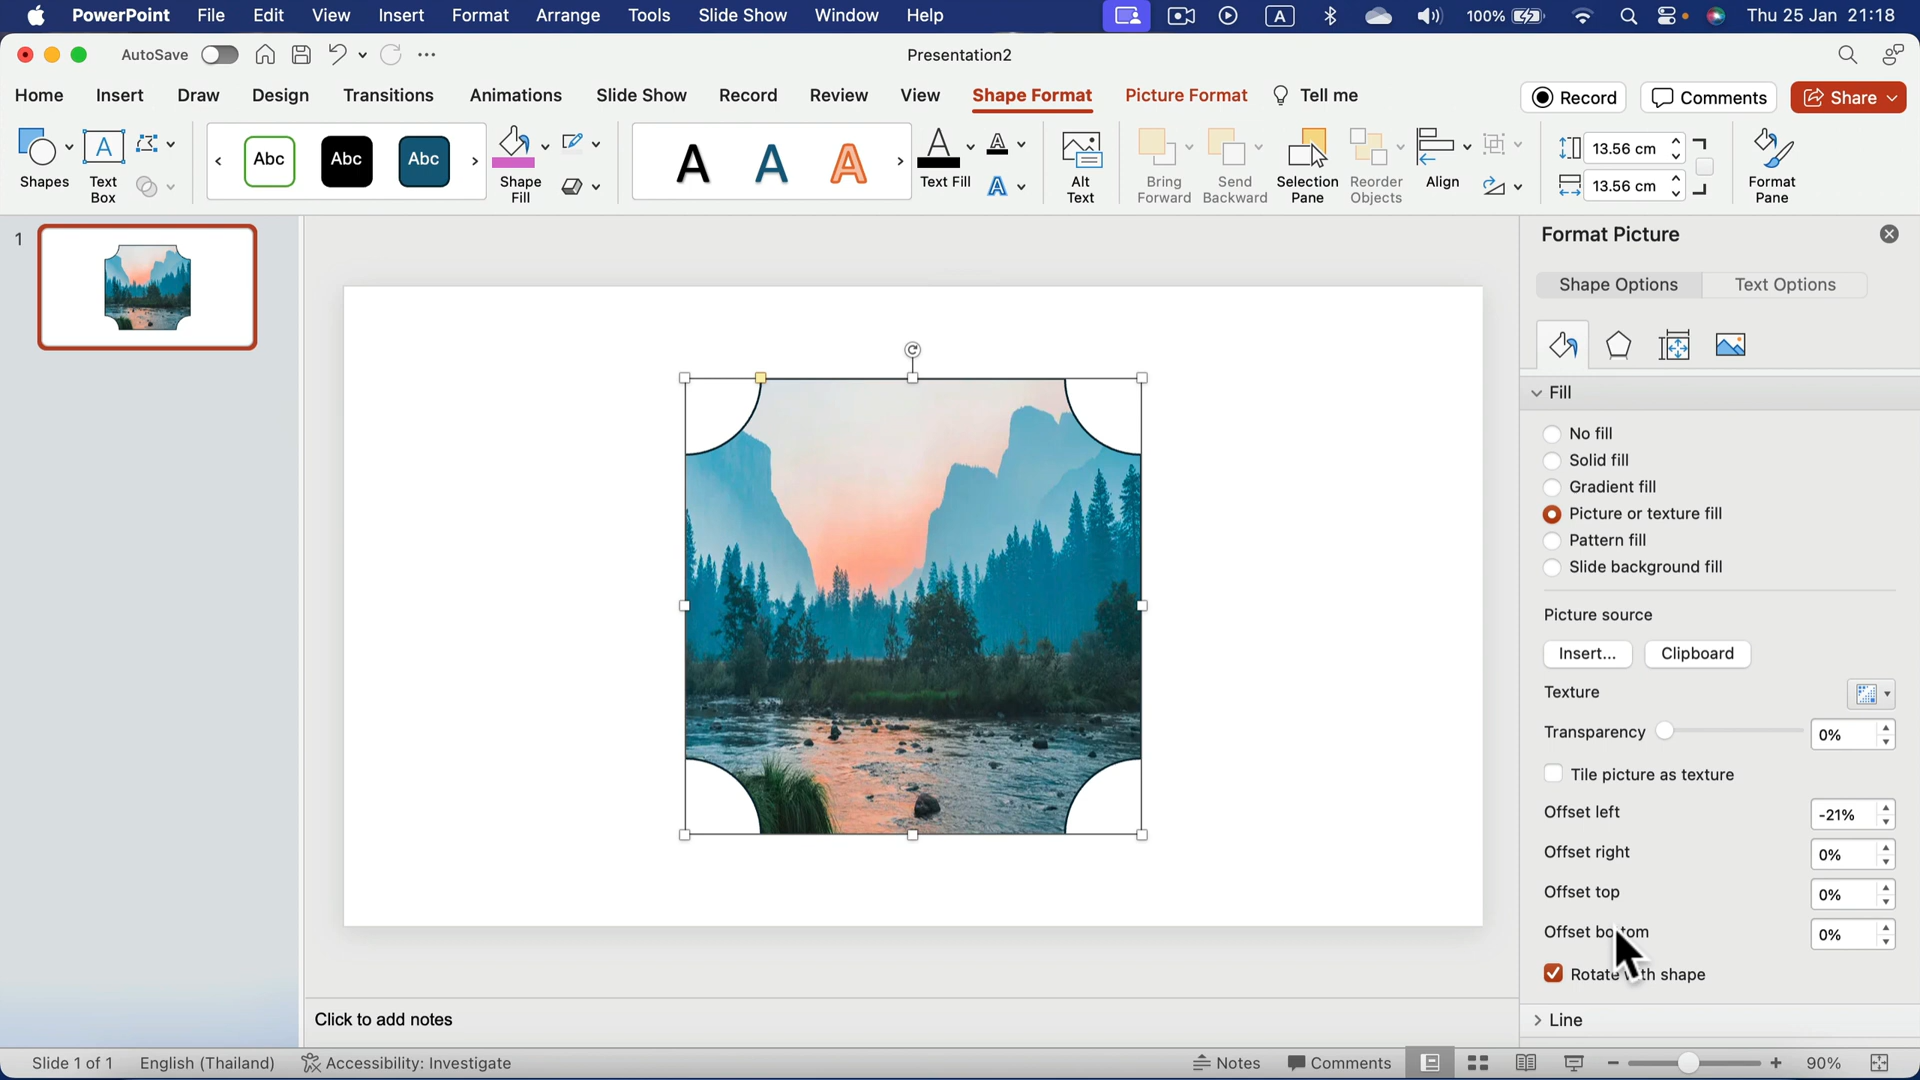 PowerPoint File Edit View Insert Format Arrange Tools Slide Show Window Help A 100% Thu 25 Jan 21:18
AutoSave Presentation2
Home Insert Draw Design Transitions Animations Slide Show Record Review View Shape Format Picture Format Tell me Record Comments Share
Abc Abc Abc A A A A A A 13.56 cm
Shapes Text Box Shape Fill Text Fill Alt Text Bring Forward Send Backward Selection Pane Reorder Objects Align 13.56 cm Format Pane
1
Format Picture
Shape Options Text Options
Fill
No fill
Solid fill
Gradient fill
Picture or texture fill
Pattern fill
Slide background fill
Picture source
Insert... Clipboard
Texture
Transparency 0%
Tile picture as texture
Offset left -21%
Offset right 0%
Offset top 0%
Offset bottom 0%
Rotate with shape
Line
Click to add notes
Slide 1 of 1 English (Thailand) Accessibility: Investigate Notes Comments 90%